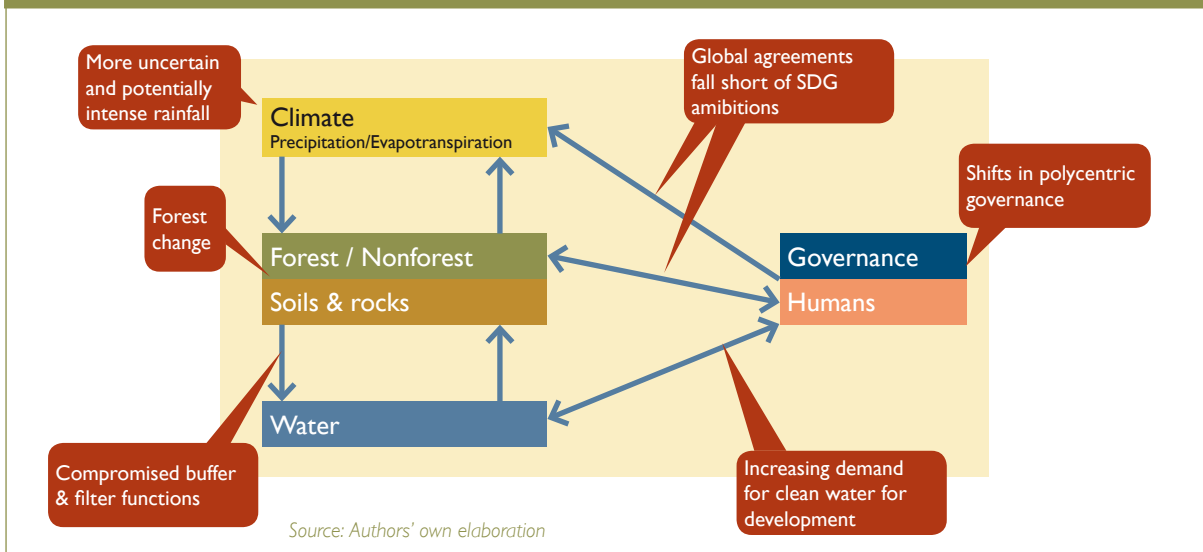 More uncertain
and potentially
intense rainfall
Global agreements
fall short of SDG
amibitions
Climate
Precipitation/Evapotranspiration
Shifts in polycentric
governance
Forest
change
Forest / Nonforest
Governance
Soils & rocks
Humans
Water
Compromised buffer
& filter functions
Increasing demand
for clean water for
development
Source: Authors' own elaboration